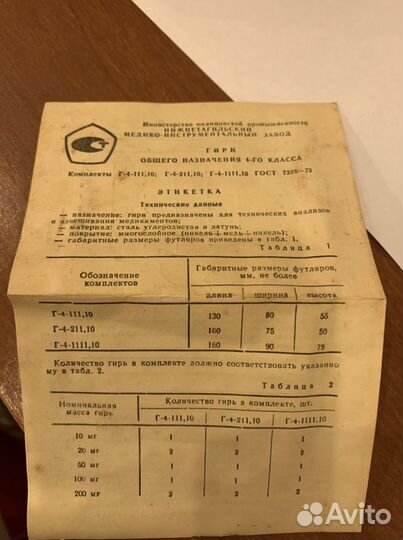 Министерство медицинской промышленности
НИЖНЕТАГИЛЬСКИЙ
МЕДИКО-ИНСТРУМЕНТАЛЬНЫЙ ЗАВОД
ГИРИ
ОБЩЕГО НАЗНАЧЕНИЯ 4-ГО КЛАССА
Комплекты Г-4-111,10; Г-4-211,10; Г-4-1111,10 ГОСТ 7328—73
ЭТИКЕТКА
Технические данные
— назначение: гири предназначены для технических анализов
и взвешивания медикаментов;
— материал: сталь углеродистая и латунь;
— покрытие: многослойное (никель+медь+никель);
— габаритные размеры футляров приведены в табл. 1.
Таблица 1
Обозначение комплектов
Габаритные размеры футляров, мм, не более
длина ширина высота
Г-4-111,10 130 80 55
Г-4-211,10 160 75 50
Г-4-1111,10 160 90 78
Количество гирь в комплекте должно соответствовать указанно
му в табл. 2.
Таблица 2
Номинальная масса гирь
Количество гирь в комплекте, шт.
Г-4-111,10 Г-4-211,10 Г-4-1111,10
10 мг 1 1 1
20 мг 2 2 2
50 мг 1 1 1
100 мг 1 1 1
200 мг 2 2 2
Avito